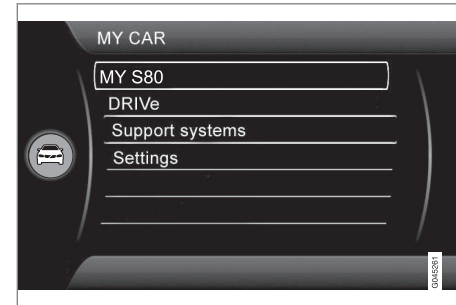 MY CAR
MY S80
DRIVe
Support systems
Settings
G045261